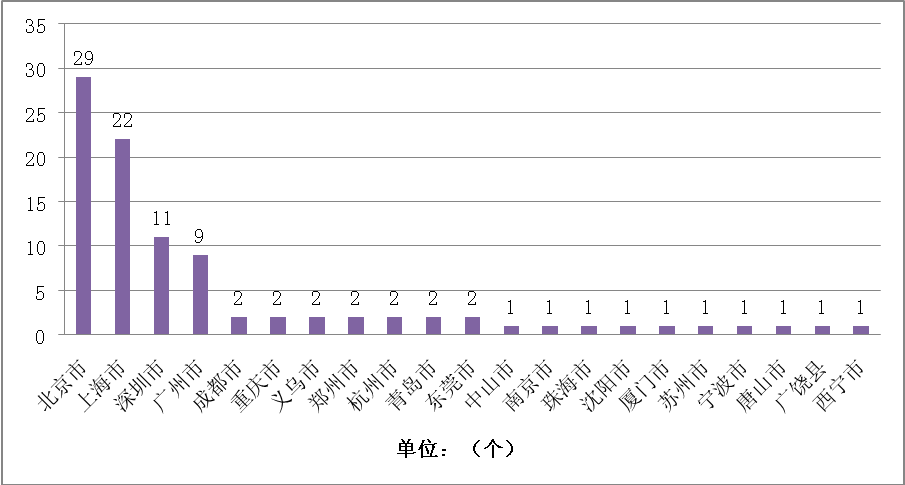 35
30
25
20
15
10
5
0
29
22
11
9
2
2
2
2
2
2
2
1
1
1
1
1
1
1
1
1
1
北京市
上海市
深圳市
广州市
成都市
重庆市
义乌市
郑州市
杭州市
青岛市
东莞市
中山市
南京市
珠海市
沈阳市
厦门市
苏州市
宁波市
唐山市
广饶县
西宁市
单位：（个）